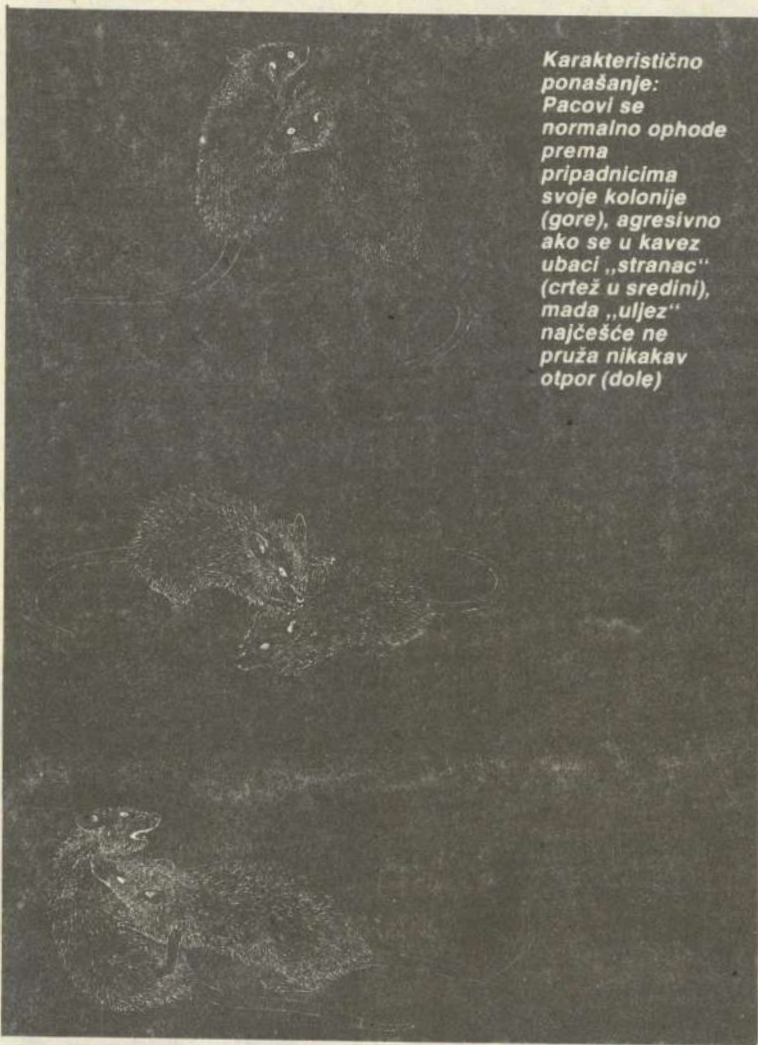 Karakteristično
ponašanje:
Pacovi se
normalno ophode
prema
pripadnicima
svoje kolonije
(gore), agresivno
ako se u kavez
ubaci „stranac“
(crtež u sredini),
mada „uljez“
najčešće ne
pruža nikakav
otpor (dole)